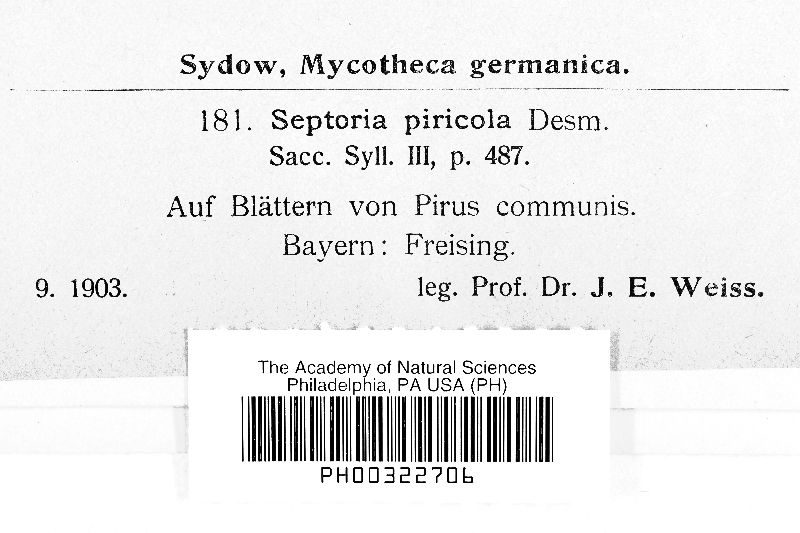 Sydow, Mycotheca germanica.
181. Septoria piricola Desm.
Sacc. Syll. III, p. 487.
Auf Blättern von Pirus communis.
Bayern: Freising.
9. 1903. leg. Prof. Dr. J. E. Weiss.
The Academy of Natural Sciences
Philadelphia, PA USA (PH)
PH00322706